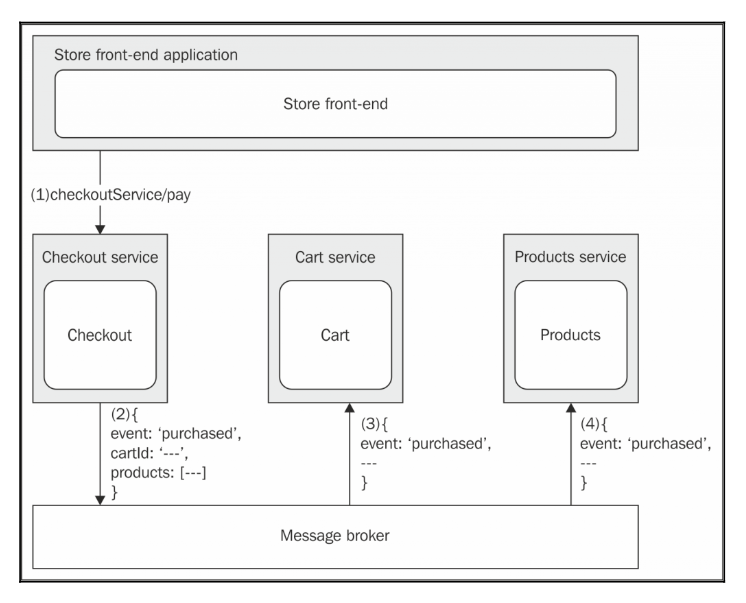 Store front-end application
Store front-end
(1)checkoutService/pay
Checkout service
Checkout
Cart service
Cart
Products service
Products
(2){
event: ‘purchased’,
cartId: ‘---’,
products: [---]
}
(3){
event: ‘purchased’,
---
}
(4){
event: ‘purchased’,
---
}
Message broker